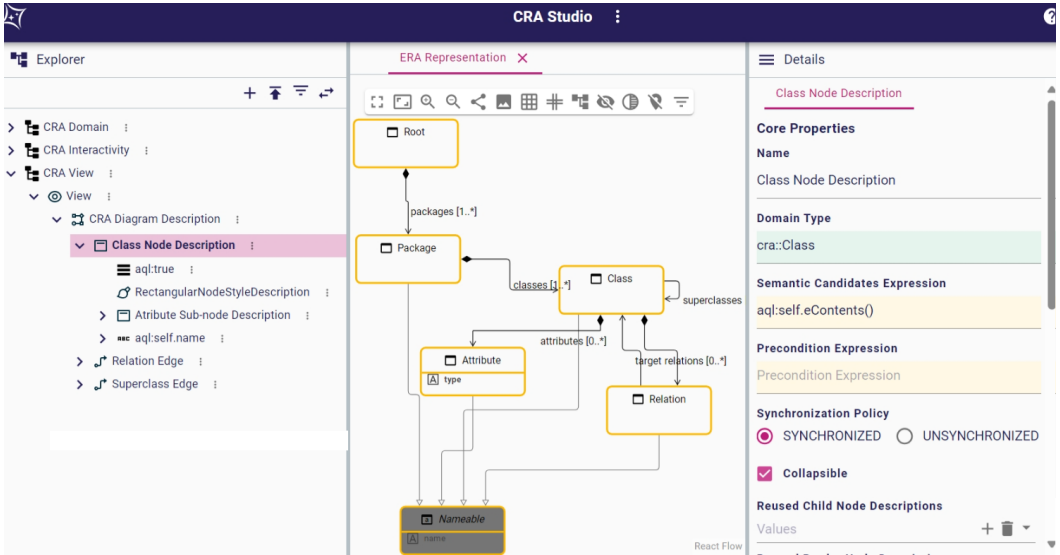 CRA Studio
Explorer
CRA Domain
CRA Interactivity
CRA View
View
CRA Diagram Description
Class Node Description
aql:true
RectangularNodeStyleDescription
Atribute Sub-node Description
ABC aql:self.name
Relation Edge
Superclass Edge
ERA Representation
Root
packages [1..*]
Package
classes [1..*]
Class
superclasses
attributes [0..*]
Attribute
A type
target relations [0..*]
Relation
a Nameable
A name
React Flow
Details
Class Node Description
Core Properties
Name
Class Node Description
Domain Type
cra::Class
Semantic Candidates Expression
aql:self.eContents()
Precondition Expression
Precondition Expression
Synchronization Policy
SYNCHRONIZED UNSYNCHRONIZED
Collapsible
Reused Child Node Descriptions
Values